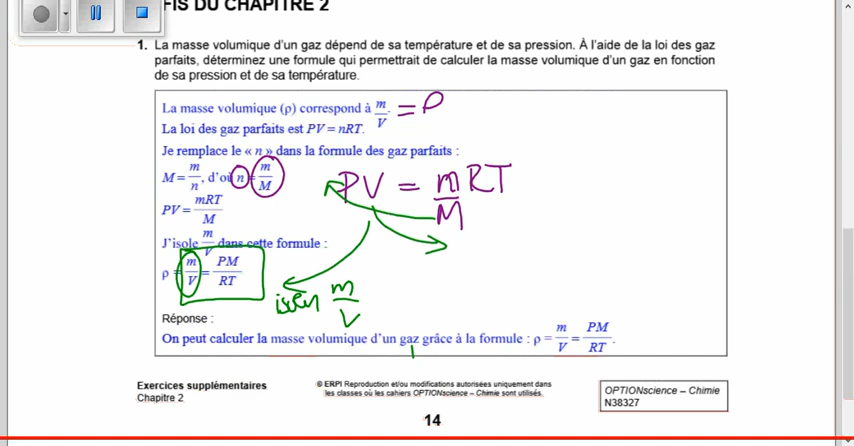 FIS DU CHAPITRE 2
1. La masse volumique d'un gaz dépend de sa température et de sa pression. À l'aide de la loi des gaz
parfaits, déterminez une formule qui permettrait de calculer la masse volumique d'un gaz en fonction
de sa pression et de sa température.
La masse volumique (ρ) correspond à m/V. = ρ
La loi des gaz parfaits est PV = nRT.
Je remplace le « n » dans la formule des gaz parfaits :
M = m/n, d'où n = m/M
PV = m/M RT
PV = mRT/M
J'isole m/V dans cette formule :
ρ = m/V = PM/RT
m/V
Réponse :
On peut calculer la masse volumique d'un gaz grâce à la formule : ρ = m/V = PM/RT.
Exercices supplémentaires
Chapitre 2
© ERPI Reproduction et/ou modifications autorisées uniquement dans
les classes où les cahiers OPTIONscience – Chimie sont utilisés.
OPTIONscience – Chimie
N38327
14